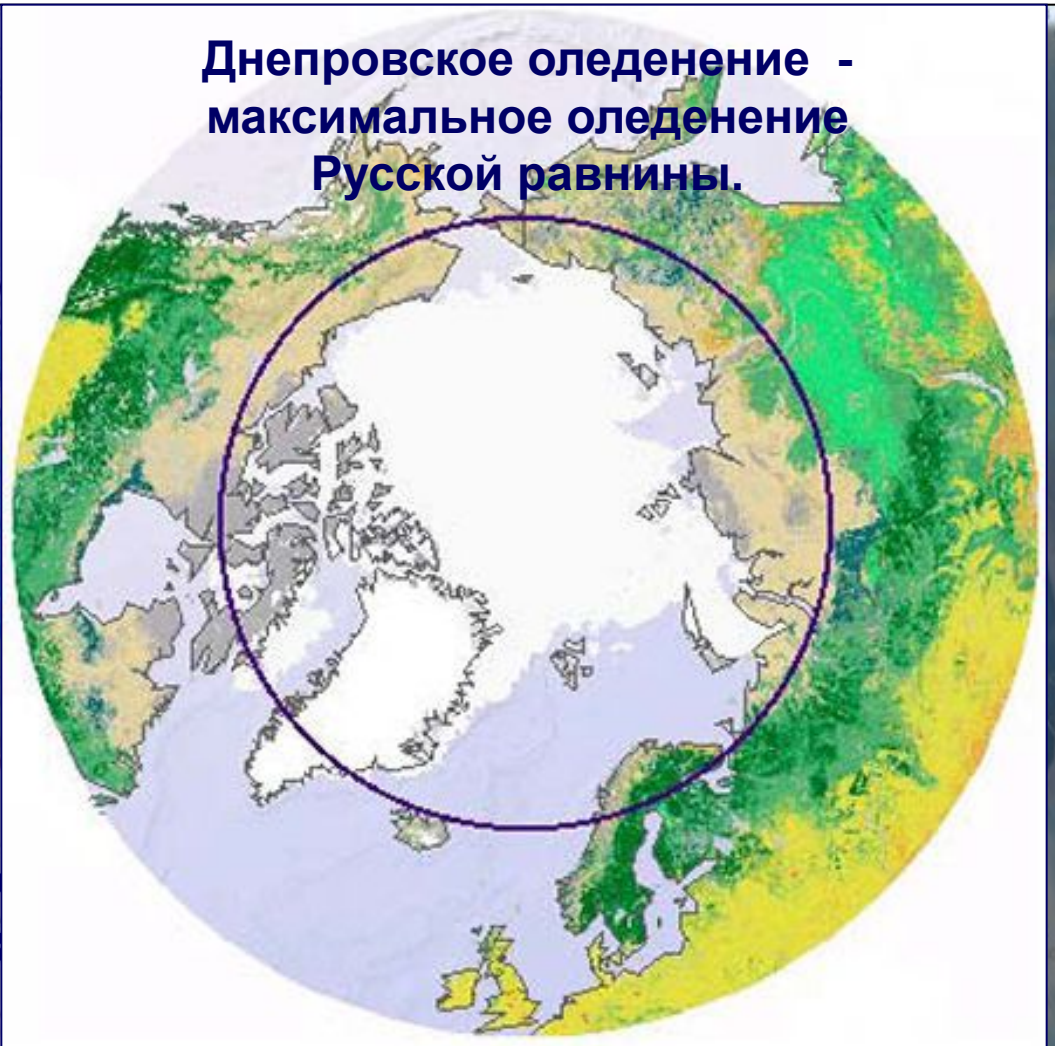 Днепровское оледенение -
максимальное оледенение
Русской равнины.